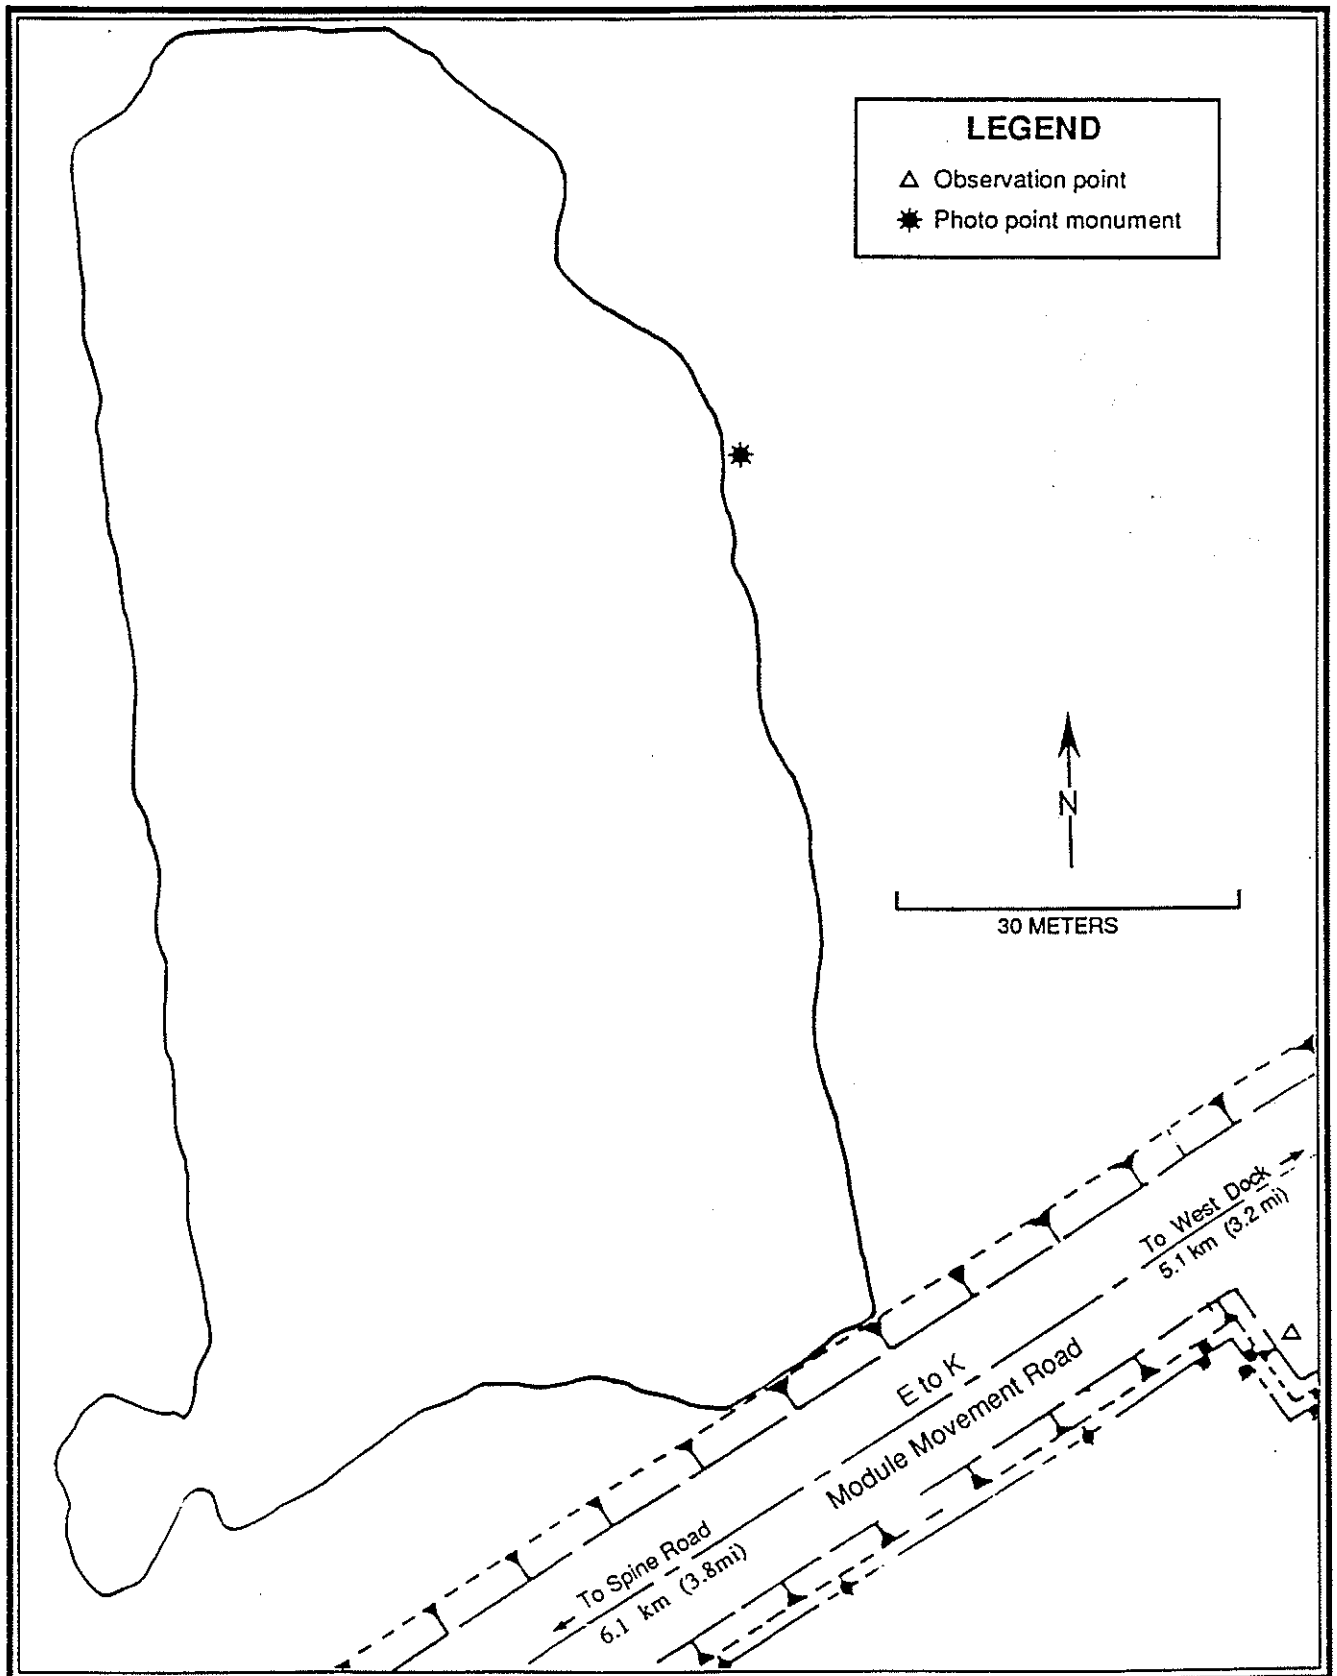 LEGEND
Observation point
Photo point monument
N
30 METERS
To West Dock
5.1 km (3.2 mi)
E to K
Module Movement Road
To Spine Road
6.1 km (3.8mi)